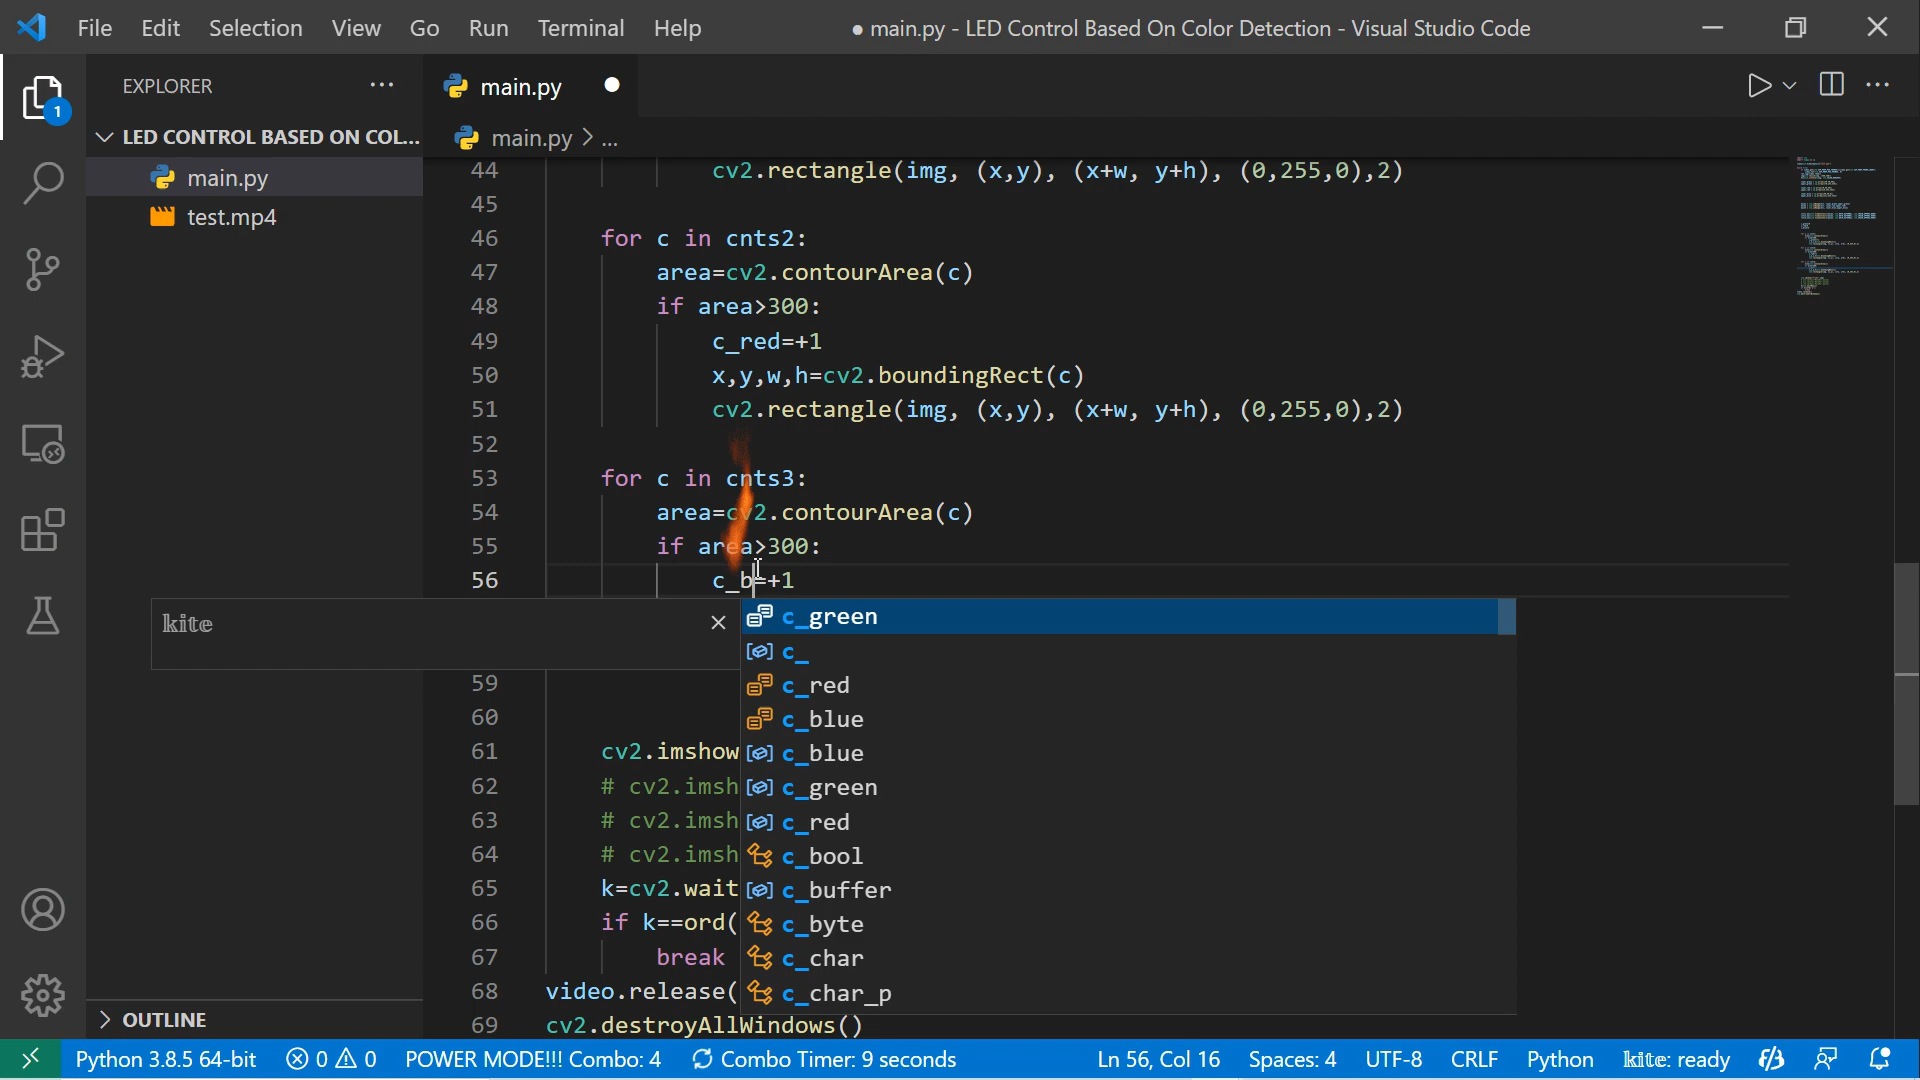 File Edit Selection View Go Run Terminal Help
● main.py - LED Control Based On Color Detection - Visual Studio Code
EXPLORER
main.py
1
LED CONTROL BASED ON COL...
main.py > ...
main.py
test.mp4
44 cv2.rectangle(img, (x,y), (x+w, y+h), (0,255,0),2)
45
46 for c in cnts2:
47 area=cv2.contourArea(c)
48 if area>300:
49 c_red=+1
50 x,y,w,h=cv2.boundingRect(c)
51 cv2.rectangle(img, (x,y), (x+w, y+h), (0,255,0),2)
52
53 for c in cnts3:
54 area=cv2.contourArea(c)
55 if area>300:
56 c_b=+1
kite
c_green
c_
c_red
c_blue
c_blue
c_green
c_red
c_bool
c_buffer
c_byte
c_char
c_char_p
59
60
61 cv2.imshow
62 # cv2.imsh
63 # cv2.imsh
64 # cv2.imsh
65 k=cv2.wait
66 if k==ord(
67 break
68 video.release(
69 cv2.destroyAllWindows()
OUTLINE
Python 3.8.5 64-bit 0 0 POWER MODE!!! Combo: 4 Combo Timer: 9 seconds Ln 56, Col 16 Spaces: 4 UTF-8 CRLF Python kite: ready